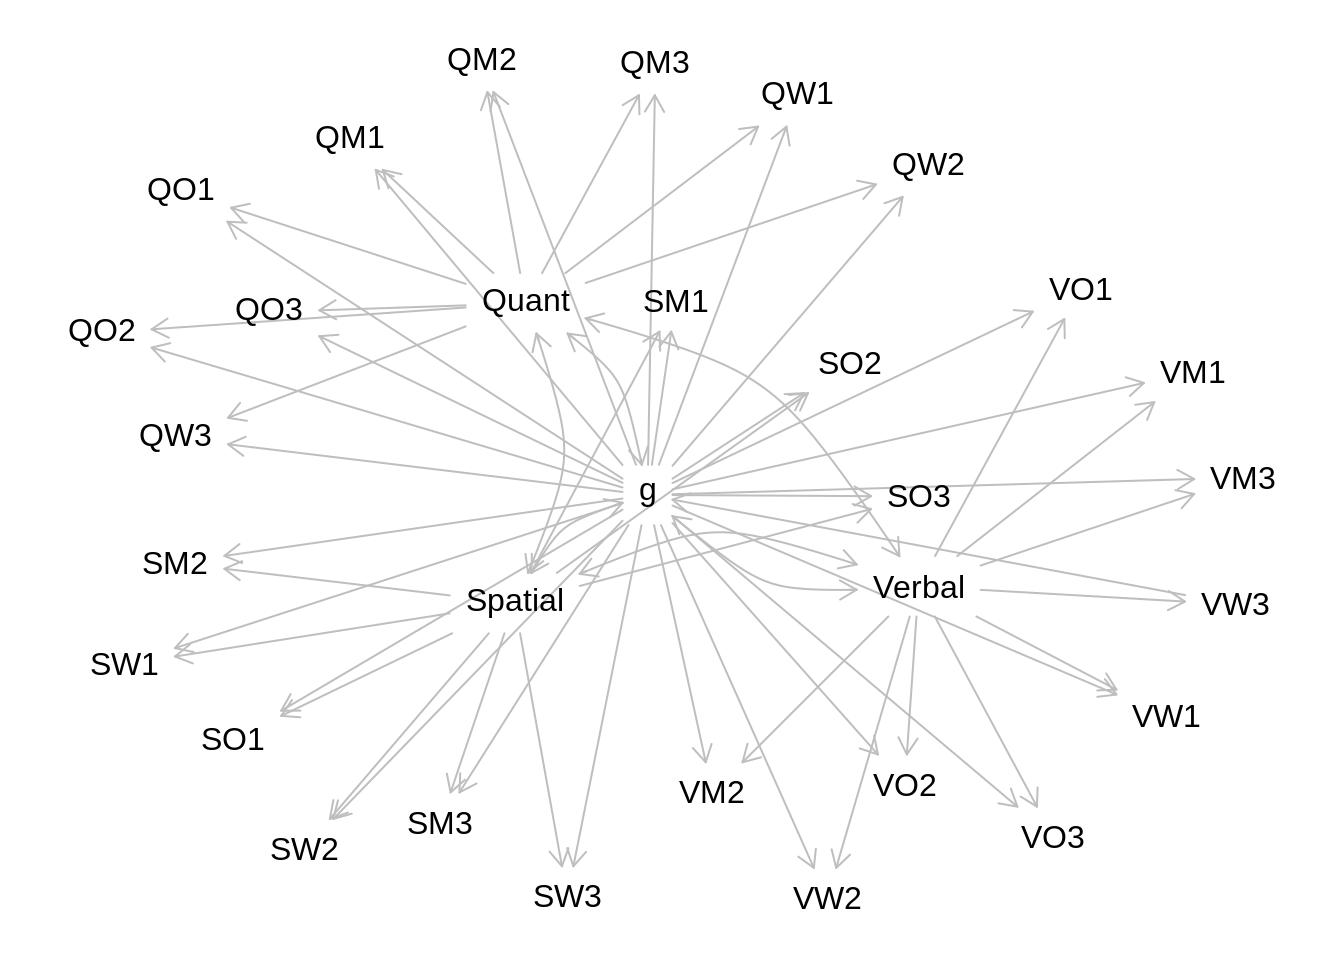 QM2
QM3
QW1
QM1
QW2
QO1
VO1
Quant
SM1
QO3
QO2
SO2
VM1
QW3
VM3
g
SO3
SM2
Verbal
Spatial
VW3
SW1
VW1
SO1
VO2
VM2
SM3
VO3
SW2
SW3
VW2